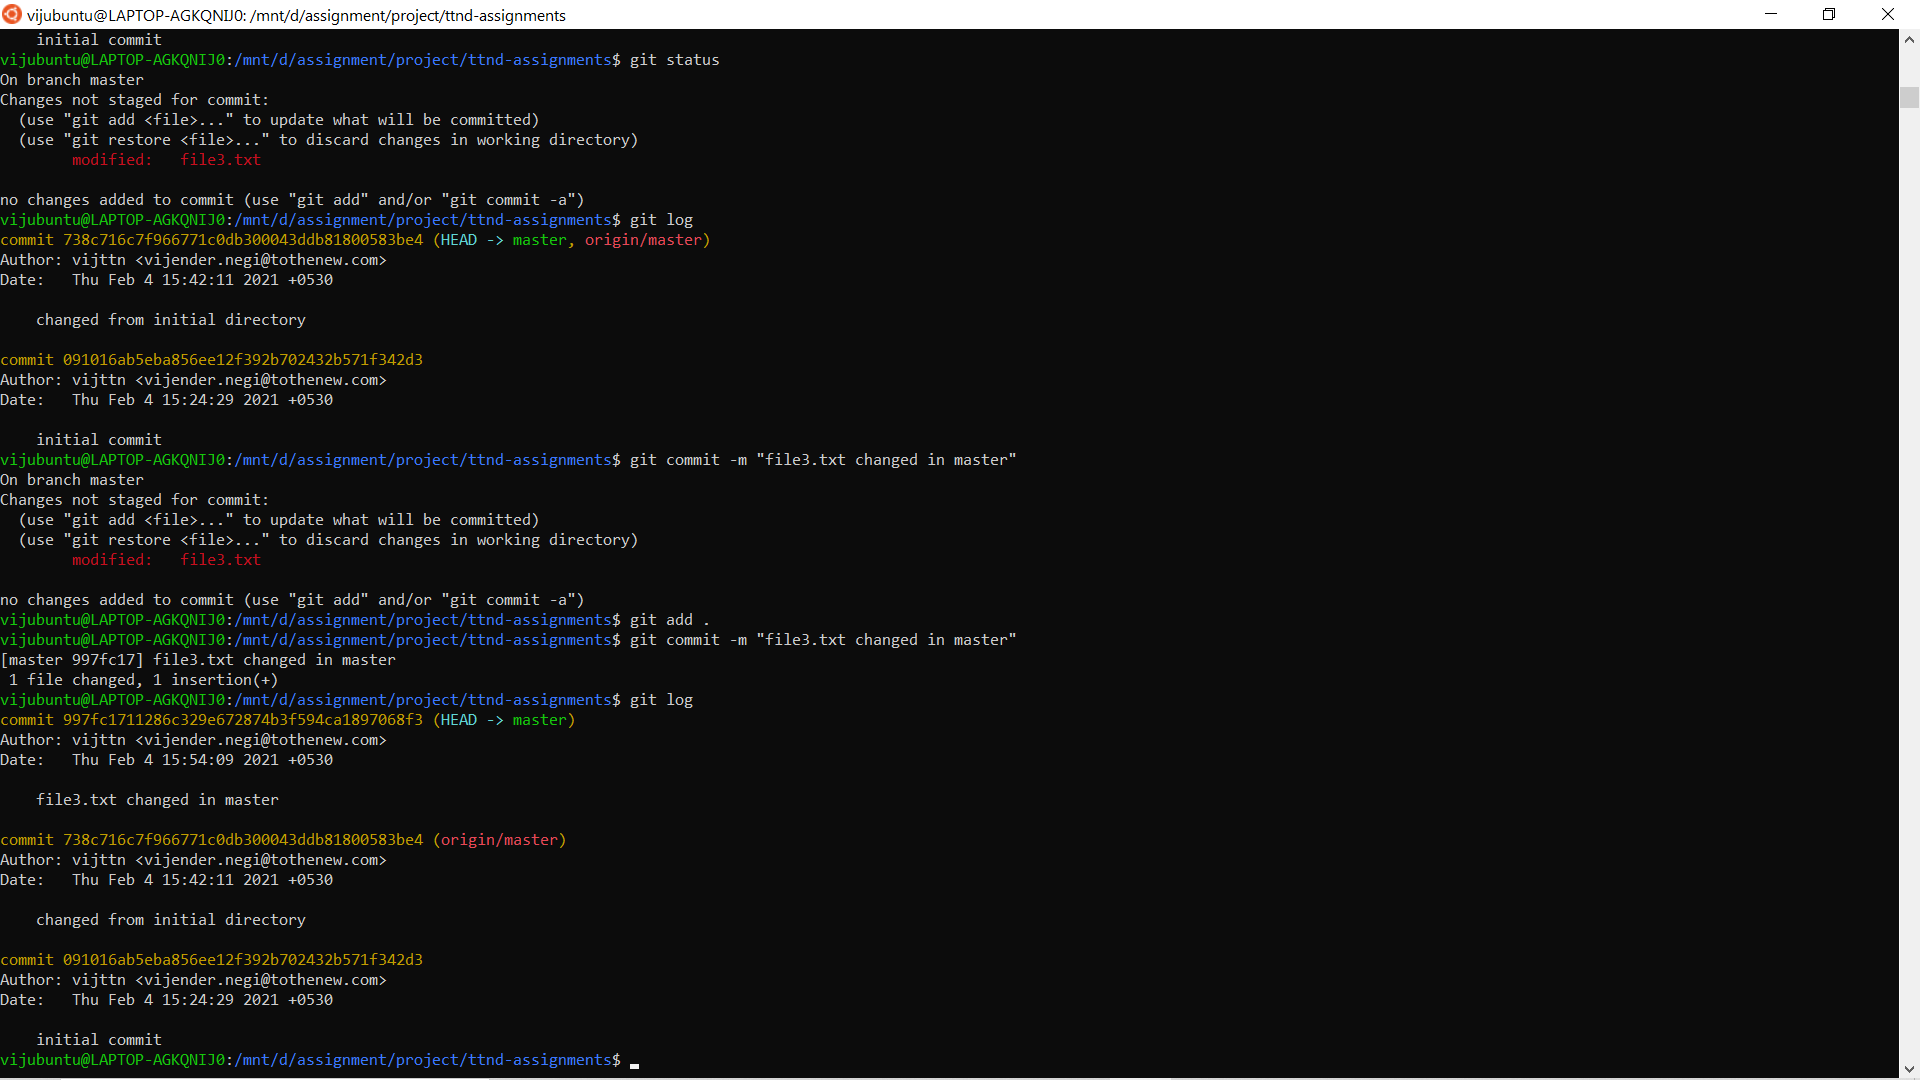 vijubuntu@LAPTOP-AGKQNIJ0: /mnt/d/assignment/project/ttnd-assignments
    initial commit
vijubuntu@LAPTOP-AGKQNIJ0:/mnt/d/assignment/project/ttnd-assignments$ git status
On branch master
Changes not staged for commit:
  (use "git add <file>..." to update what will be committed)
  (use "git restore <file>..." to discard changes in working directory)
        modified:   file3.txt

no changes added to commit (use "git add" and/or "git commit -a")
vijubuntu@LAPTOP-AGKQNIJ0:/mnt/d/assignment/project/ttnd-assignments$ git log
commit 738c716c7f966771c0db300043ddb81800583be4 (HEAD -> master, origin/master)
Author: vijttn <vijender.negi@tothenew.com>
Date:   Thu Feb 4 15:42:11 2021 +0530

    changed from initial directory

commit 091016ab5eba856ee12f392b702432b571f342d3
Author: vijttn <vijender.negi@tothenew.com>
Date:   Thu Feb 4 15:24:29 2021 +0530

    initial commit
vijubuntu@LAPTOP-AGKQNIJ0:/mnt/d/assignment/project/ttnd-assignments$ git commit -m "file3.txt changed in master"
On branch master
Changes not staged for commit:
  (use "git add <file>..." to update what will be committed)
  (use "git restore <file>..." to discard changes in working directory)
        modified:   file3.txt

no changes added to commit (use "git add" and/or "git commit -a")
vijubuntu@LAPTOP-AGKQNIJ0:/mnt/d/assignment/project/ttnd-assignments$ git add .
vijubuntu@LAPTOP-AGKQNIJ0:/mnt/d/assignment/project/ttnd-assignments$ git commit -m "file3.txt changed in master"
[master 997fc17] file3.txt changed in master
 1 file changed, 1 insertion(+)
vijubuntu@LAPTOP-AGKQNIJ0:/mnt/d/assignment/project/ttnd-assignments$ git log
commit 997fc1711286c329e672874b3f594ca1897068f3 (HEAD -> master)
Author: vijttn <vijender.negi@tothenew.com>
Date:   Thu Feb 4 15:54:09 2021 +0530

    file3.txt changed in master

commit 738c716c7f966771c0db300043ddb81800583be4 (origin/master)
Author: vijttn <vijender.negi@tothenew.com>
Date:   Thu Feb 4 15:42:11 2021 +0530

    changed from initial directory

commit 091016ab5eba856ee12f392b702432b571f342d3
Author: vijttn <vijender.negi@tothenew.com>
Date:   Thu Feb 4 15:24:29 2021 +0530

    initial commit
vijubuntu@LAPTOP-AGKQNIJ0:/mnt/d/assignment/project/ttnd-assignments$